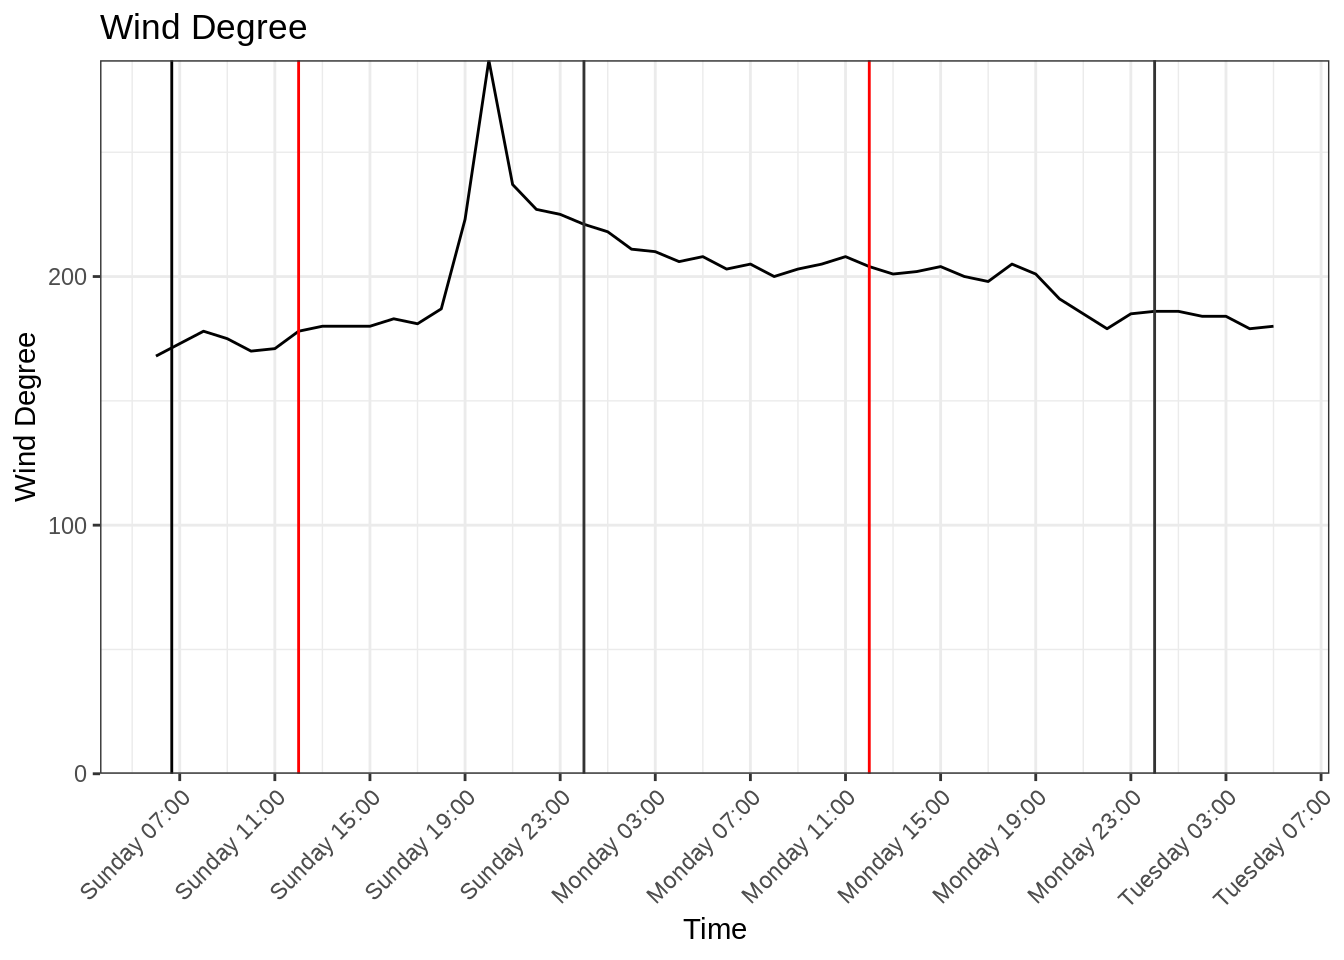 Wind Degree
Wind Degree
200
100
0
Sunday 07:00
Sunday 11:00
Sunday 15:00
Sunday 19:00
Sunday 23:00
Monday 03:00
Monday 07:00
Monday 11:00
Monday 15:00
Monday 19:00
Monday 23:00
Tuesday 03:00
Tuesday 07:00
Time